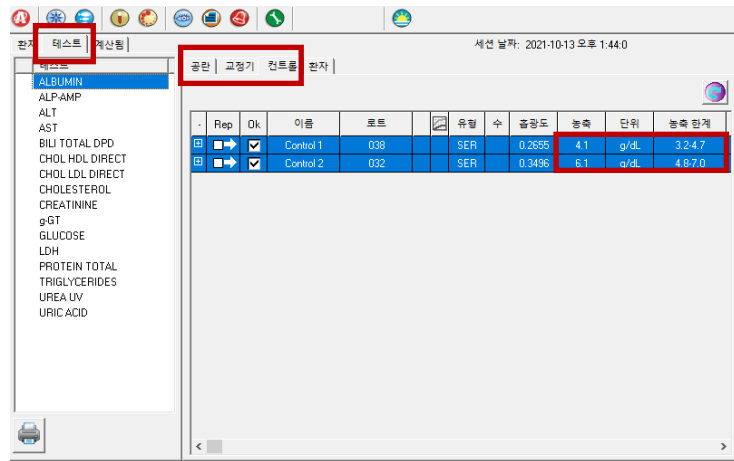 세션 날짜: 2021-10-13 오후 1:44:0
환자 테스트 계산됨
테스트
ALBUMIN
ALP-AMP
ALT
AST
BILI TOTAL DPD
CHOL HDL DIRECT
CHOL LDL DIRECT
CHOLESTEROL
CREATININE
g-GT
GLUCOSE
LDH
PROTEIN TOTAL
TRIGLYCERIDES
UREA UV
URIC ACID
공란 교정기 컨트롤 환자
. Rep Ok 이름 로트 유형 수 흡광도 농축 단위 농축 한계
Control 1 038 SER 0.2655 4.1 g/dL 3.2-4.7
Control 2 032 SER 0.3496 6.1 g/dL 4.8-7.0